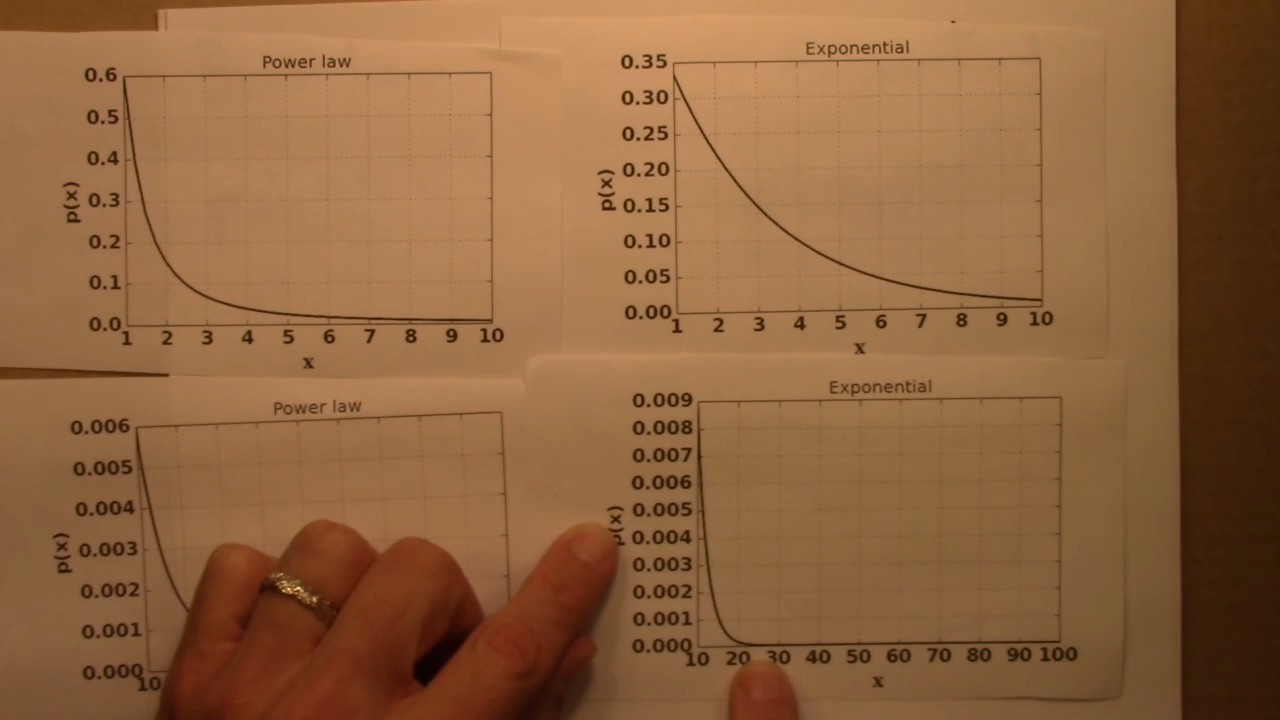 Power law
0.6
0.5
0.4
0.3
0.2
0.1
0.0
p(x)
1 2 3 4 5 6 7 8 9 10
x
Exponential
0.35
0.30
0.25
0.20
0.15
0.10
0.05
0.00
p(x)
1 2 3 4 5 6 7 8 9 10
x
Power law
0.006
0.005
0.004
0.003
0.002
0.001
0.000
p(x)
10
Exponential
0.009
0.008
0.007
0.006
0.005
0.004
0.003
0.002
0.001
0.000
p(x)
10 20 30 40 50 60 70 80 90 100
x